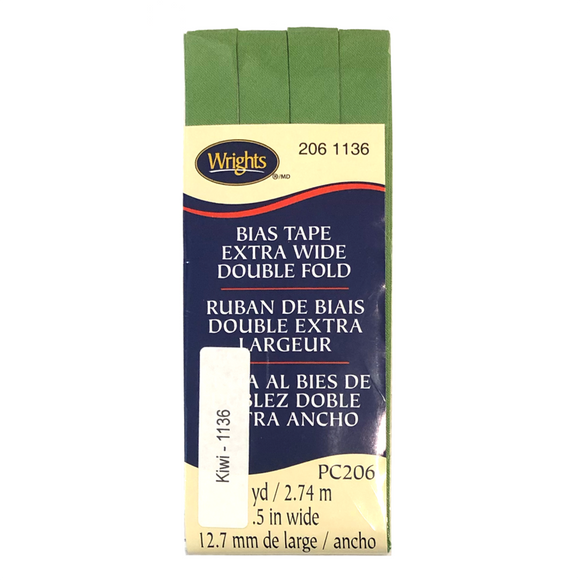 Wrights
®/MD
206 1136
BIAS TAPE
EXTRA WIDE
DOUBLE FOLD
RUBAN DE BIAIS
DOUBLE EXTRA
LARGEUR
A AL BIES DE
BLEZ DOBLE
TRA ANCHO
Kiwi - 1136
PC206
yd / 2.74 m
.5 in wide
12.7 mm de large / ancho